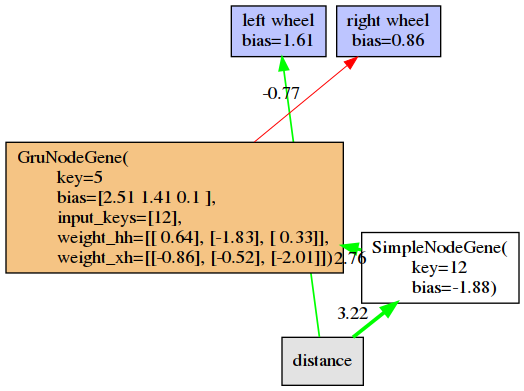 left wheel
bias=1.61
right wheel
bias=0.86
-0.77
GruNodeGene(
key=5
bias=[2.51 1.41 0.1 ],
input_keys=[12],
weight_hh=[[ 0.64], [-1.83], [ 0.33]],
weight_xh=[[-0.86], [-0.52], [-2.01]])
2.76
SimpleNodeGene(
key=12
bias=-1.88)
3.22
distance